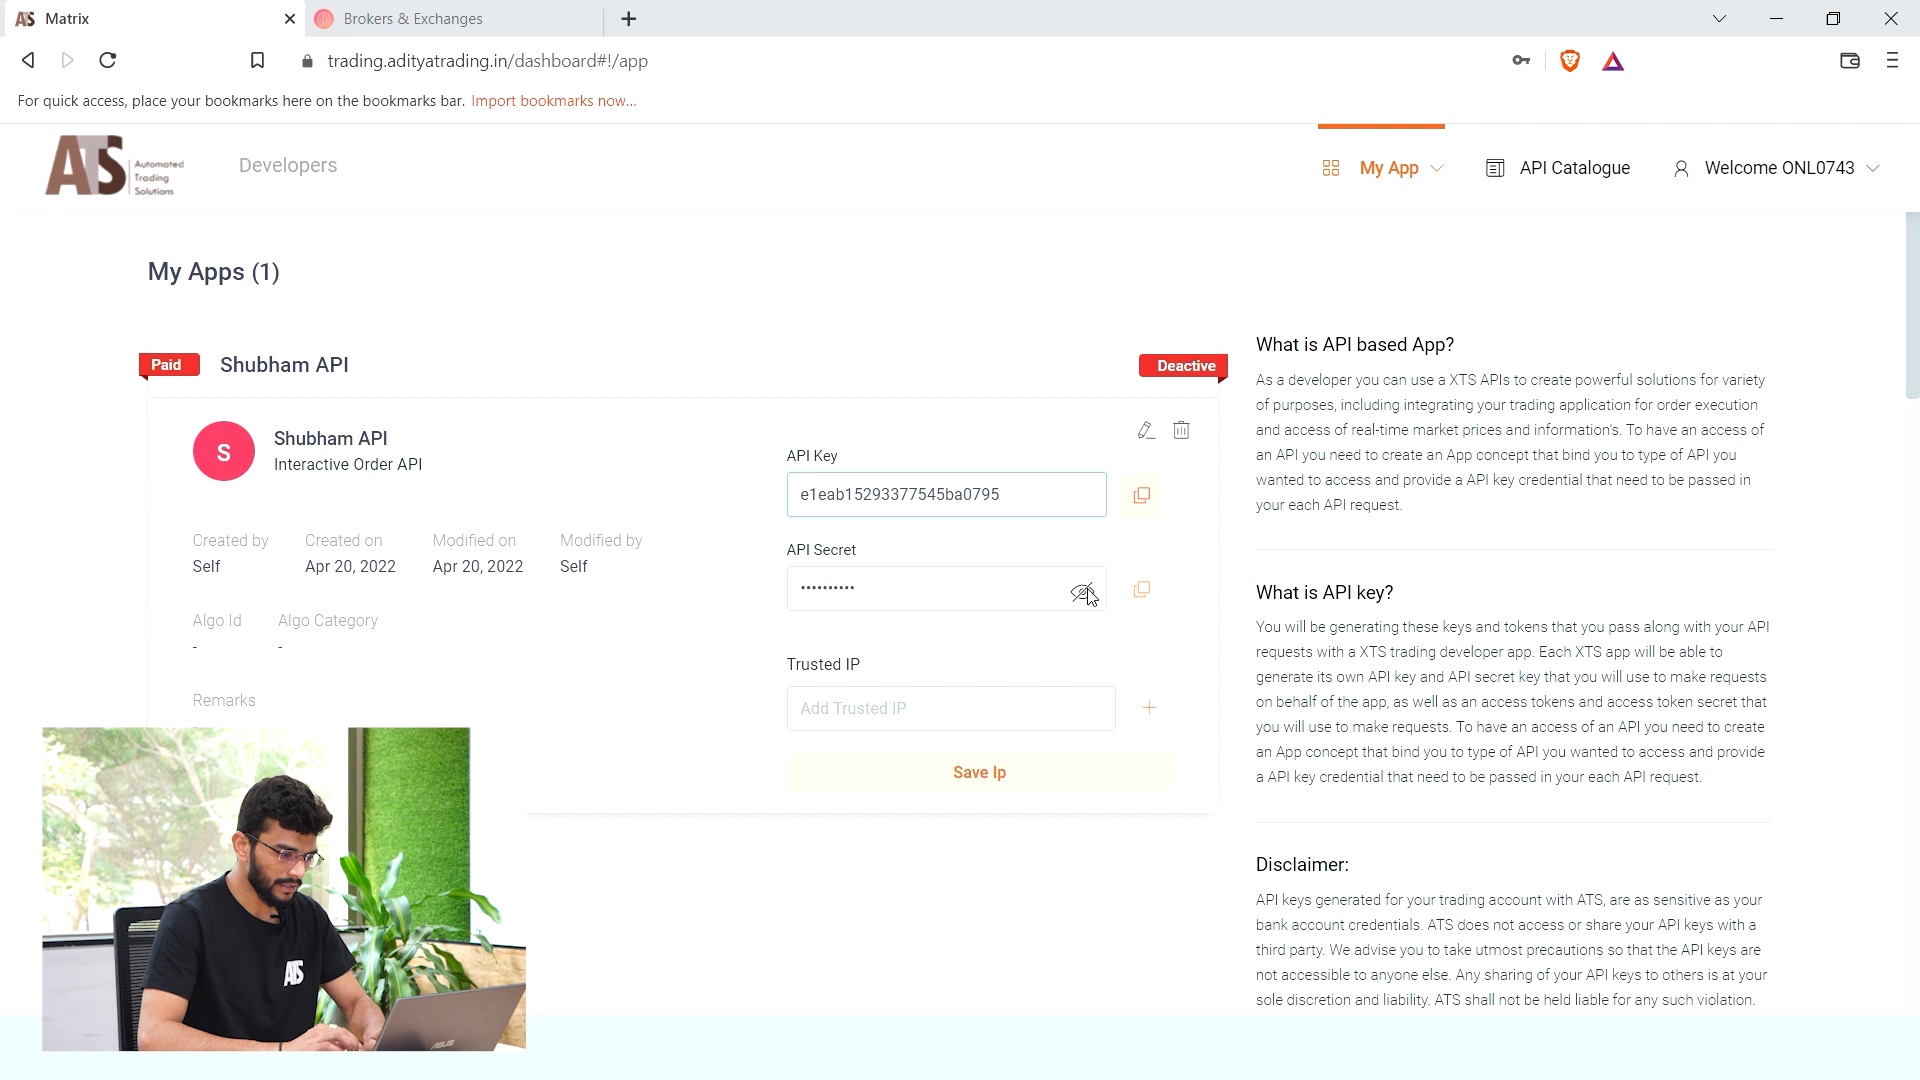 Matrix
Brokers & Exchanges
trading.adityatrading.in/dashboard#!/app
For quick access, place your bookmarks here on the bookmarks bar. Import bookmarks now...
ATS Automated
Trading
Solutions
Developers
My App
API Catalogue
Welcome ONL0743
My Apps (1)
Paid
Shubham API
Deactive
S
Shubham API
Interactive Order API
Created by
Self
Created on
Apr 20, 2022
Modified on
Apr 20, 2022
Modified by
Self
Algo Id
-
Algo Category
-
Remarks
API Key
e1eab15293377545ba0795
API Secret
••••••••••
Trusted IP
Add Trusted IP
Save Ip
What is API based App?
As a developer you can use a XTS APIs to create powerful solutions for variety
of purposes, including integrating your trading application for order execution
and access of real-time market prices and information's. To have an access of
an API you need to create an App concept that bind you to type of API you
wanted to access and provide a API key credential that need to be passed in
your each API request.
What is API key?
You will be generating these keys and tokens that you pass along with your API
requests with a XTS trading developer app. Each XTS app will be able to
generate its own API key and API secret key that you will use to make requests
on behalf of the app, as well as an access tokens and access token secret that
you will use to make requests. To have an access of an API you need to create
an App concept that bind you to type of API you wanted to access and provide
a API key credential that need to be passed in your each API request.
Disclaimer:
API keys generated for your trading account with ATS, are as sensitive as your
bank account credentials. ATS does not access or share your API keys with a
third party. We advise you to take utmost precautions so that the API keys are
not accessible to anyone else. Any sharing of your API keys to others is at your
sole discretion and liability. ATS shall not be held liable for any such violation.
ATS
ASUS